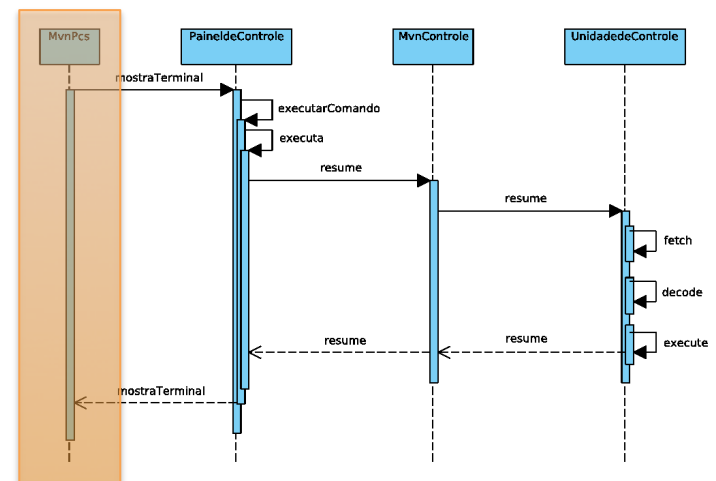 MvnPcs
PaineldeControle
MvnControle
UnidadedeControle
mostraTerminal
executarComando
executa
resume
resume
fetch
decode
resume
resume
execute
mostraTerminal